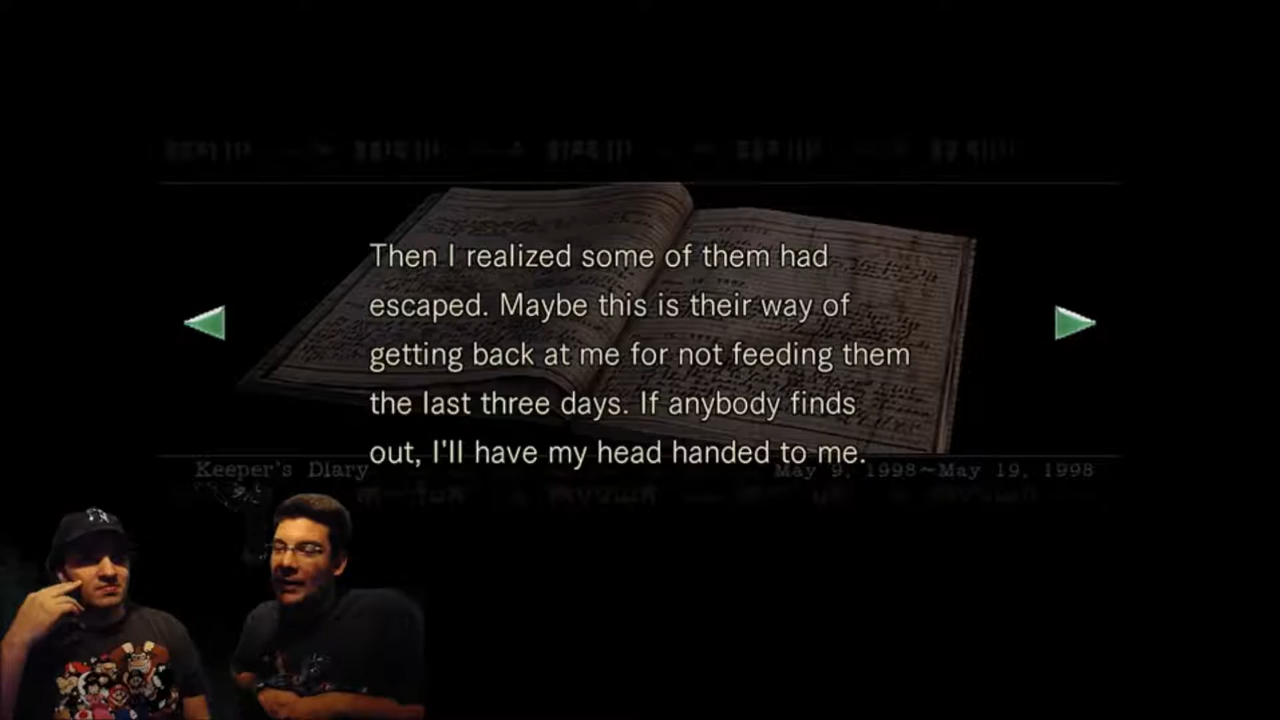 Then I realized some of them had
escaped. Maybe this is their way of
getting back at me for not feeding them
the last three days. If anybody finds
out, I'll have my head handed to me.
Keeper's Diary
May 9, 1998~May 19, 1998